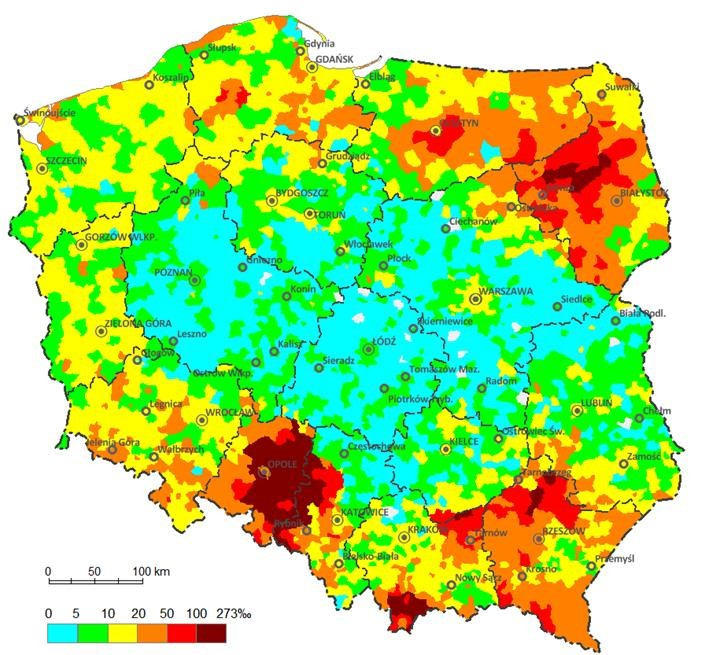 Gdynia
Słupsk
GDAŃSK
Koszalin
Elbląg
Suwałki
Świnoujście
OLSZTYN
Grudziądz
SZCZECIN
Piła
BYDGOSZCZ
BIAŁYSTOK
TORUŃ
Ostrołęka
Ciechanów
GORZÓW WLKP.
Włocławek
Płock
Gniezno
POZNAŃ
Konin
WARSZAWA
Siedlce
Biała Podl.
Skierniewice
ZIELONA GÓRA
Leszno
Kalisz
ŁÓDŹ
Głogów
Ostrów Wlkp.
Sieradz
Tomaszów Maz.
Radom
Piotrków Tryb.
Legnica
WROCŁAW
LUBLIN
Chełm
Ostrowiec Św.
Jelenia Góra
Wałbrzych
Częstochowa
KIELCE
Zamość
OPOLE
Tarnobrzeg
KATOWICE
Rybnik
KRAKÓW
Tarnów
RZESZÓW
Bielsko-Biała
Przemyśl
Nowy Sącz
Krosno
0 50 100 km
0 5 10 20 50 100 273‰